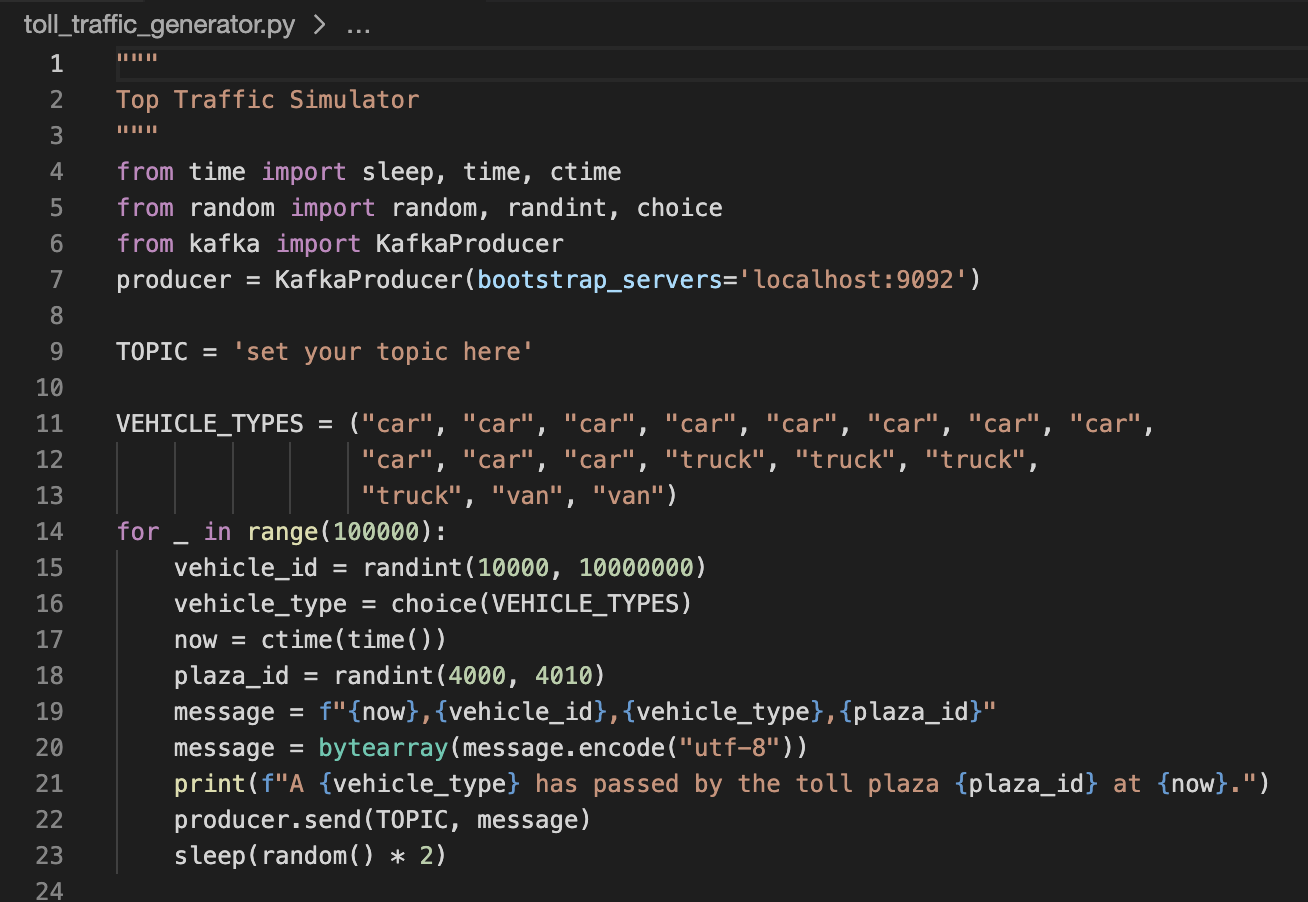 toll_traffic_generator.py > ...
1 """
2 Top Traffic Simulator
3 """
4 from time import sleep, time, ctime
5 from random import random, randint, choice
6 from kafka import KafkaProducer
7 producer = KafkaProducer(bootstrap_servers='localhost:9092')
8
9 TOPIC = 'set your topic here'
10
11 VEHICLE_TYPES = ("car", "car", "car", "car", "car", "car", "car", "car",
12                  "car", "car", "car", "truck", "truck", "truck",
13                  "truck", "van", "van")
14 for _ in range(100000):
15     vehicle_id = randint(10000, 10000000)
16     vehicle_type = choice(VEHICLE_TYPES)
17     now = ctime(time())
18     plaza_id = randint(4000, 4010)
19     message = f"{now},{vehicle_id},{vehicle_type},{plaza_id}"
20     message = bytearray(message.encode("utf-8"))
21     print(f"A {vehicle_type} has passed by the toll plaza {plaza_id} at {now}.")
22     producer.send(TOPIC, message)
23     sleep(random() * 2)
24